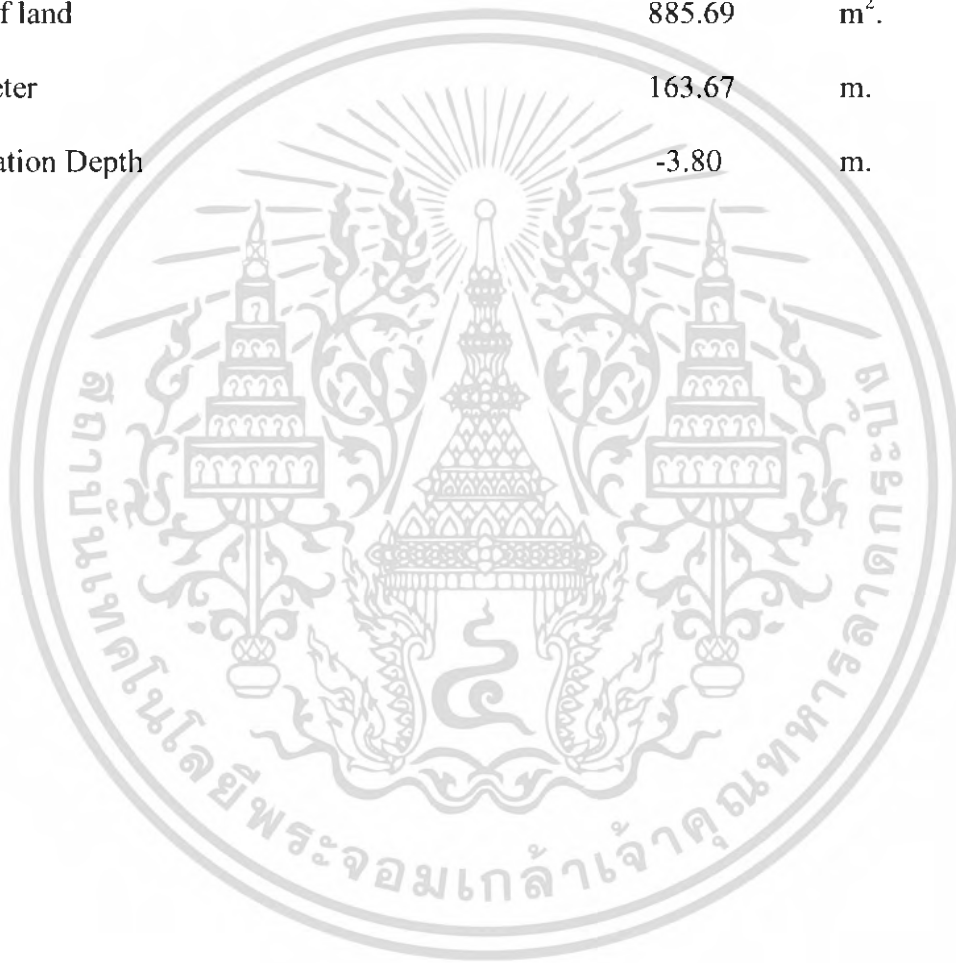 f land 885.69 m².
eter 163.67 m.
ation Depth -3.80 m.
สถาบันเทคโนโลยีพระจอมเกล้าเจ้าคุณทหารลาดกระบัง